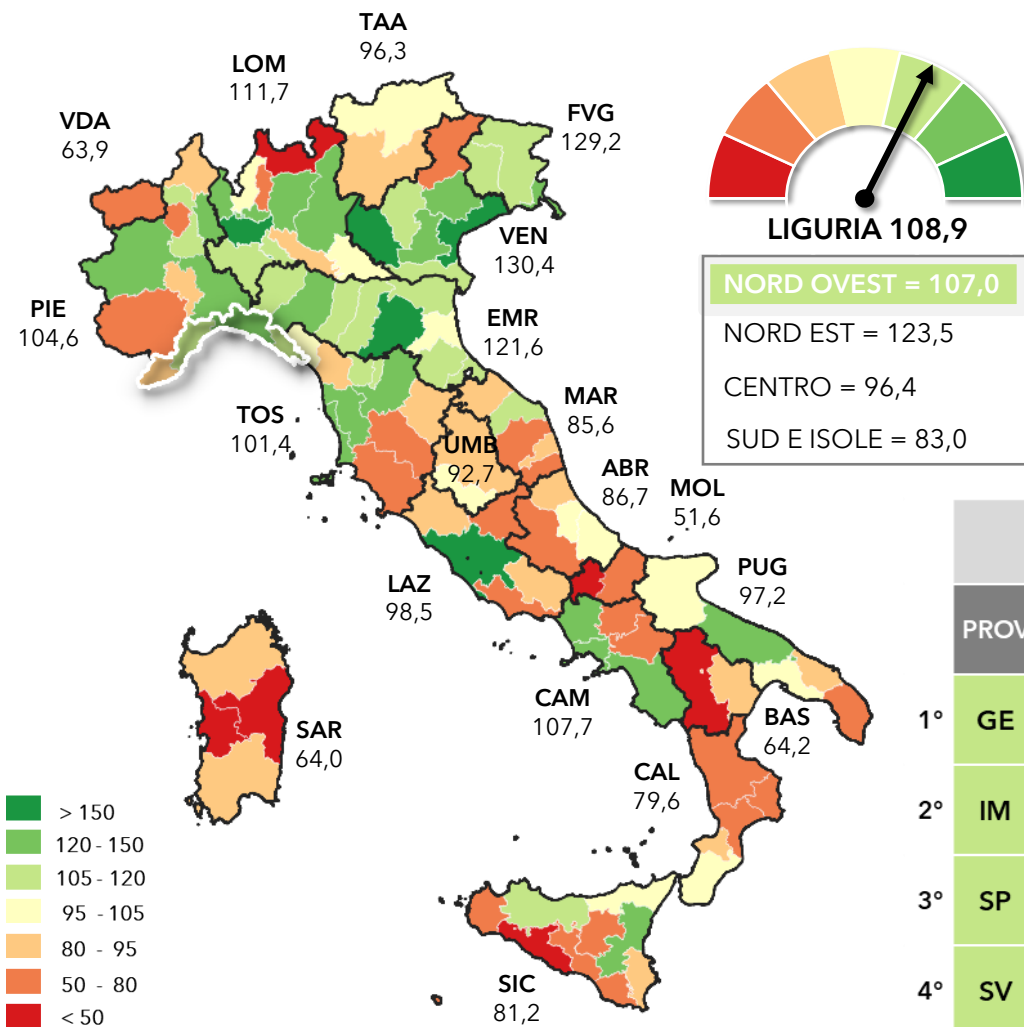 TAA
96,3
LOM
111,7
VDA
63,9
FVG
129,2
LIGURIA 108,9
VEN
130,4
NORD OVEST = 107,0
NORD EST = 123,5
CENTRO = 96,4
SUD E ISOLE = 83,0
PIE
104,6
EMR
121,6
MAR
85,6
TOS
101,4
UMB
92,7
ABR
86,7
MOL
51,6
PUG
97,2
LAZ
98,5
CAM
107,7
BAS
64,2
SAR
64,0
CAL
79,6
SIC
81,2
> 150
120 - 150
105 - 120
95 - 105
80 - 95
50 - 80
< 50
PROV
1° GE
2° IM
3° SP
4° SV